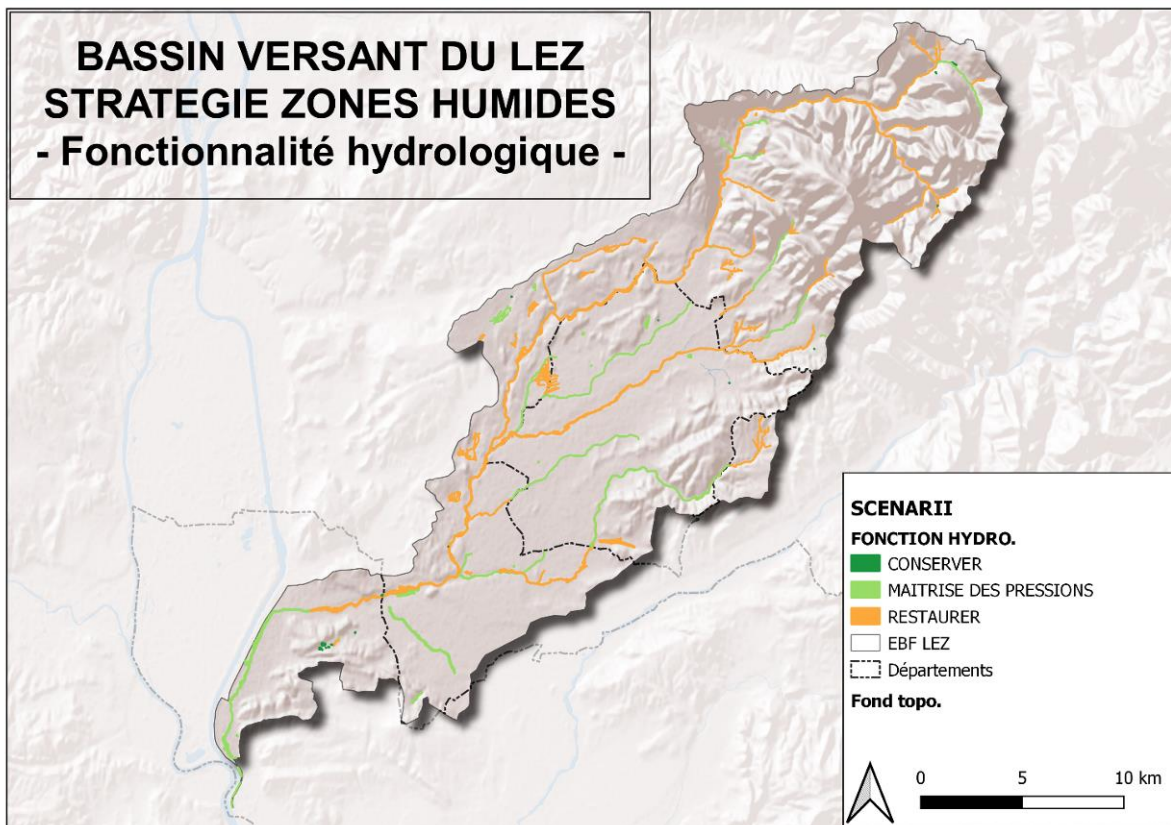 BASSIN VERSANT DU LEZ
STRATEGIE ZONES HUMIDES
- Fonctionnalité hydrologique -
SCENARII
FONCTION HYDRO.
CONSERVER
MAITRISE DES PRESSIONS
RESTAURER
EBF LEZ
Départements
Fond topo.
0 5 10 km